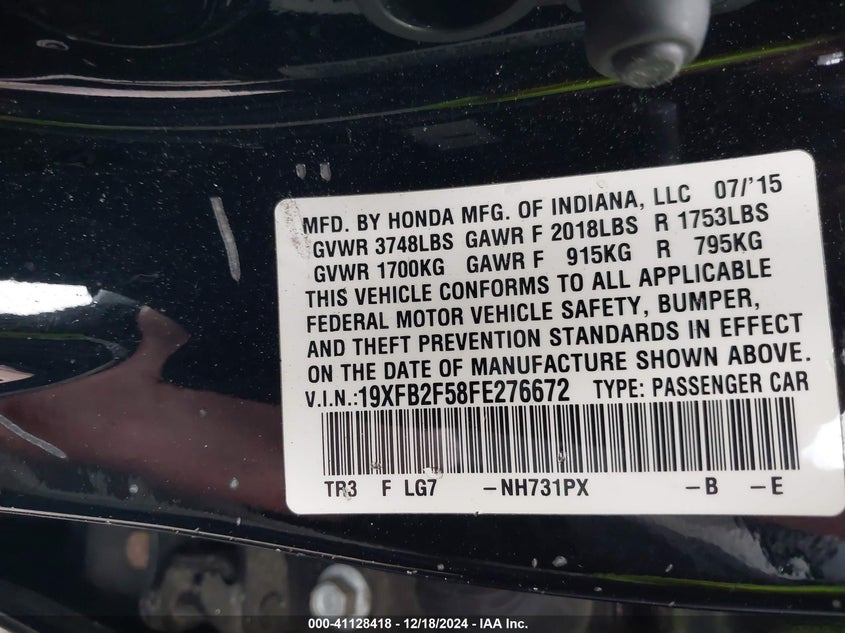 MFD. BY HONDA MFG. OF INDIANA, LLC 07/'15
GVWR 3748LBS GAWR F 2018LBS R 1753LBS
GVWR 1700KG GAWR F 915KG R 795KG
THIS VEHICLE CONFORMS TO ALL APPLICABLE
FEDERAL MOTOR VEHICLE SAFETY, BUMPER,
AND THEFT PREVENTION STANDARDS IN EFFECT
ON THE DATE OF MANUFACTURE SHOWN ABOVE.
V.I.N.:19XFB2F58FE276672 TYPE: PASSENGER CAR
TR3 F LG7 -NH731PX -B -E
000-41128418 - 12/18/2024 - IAA Inc.